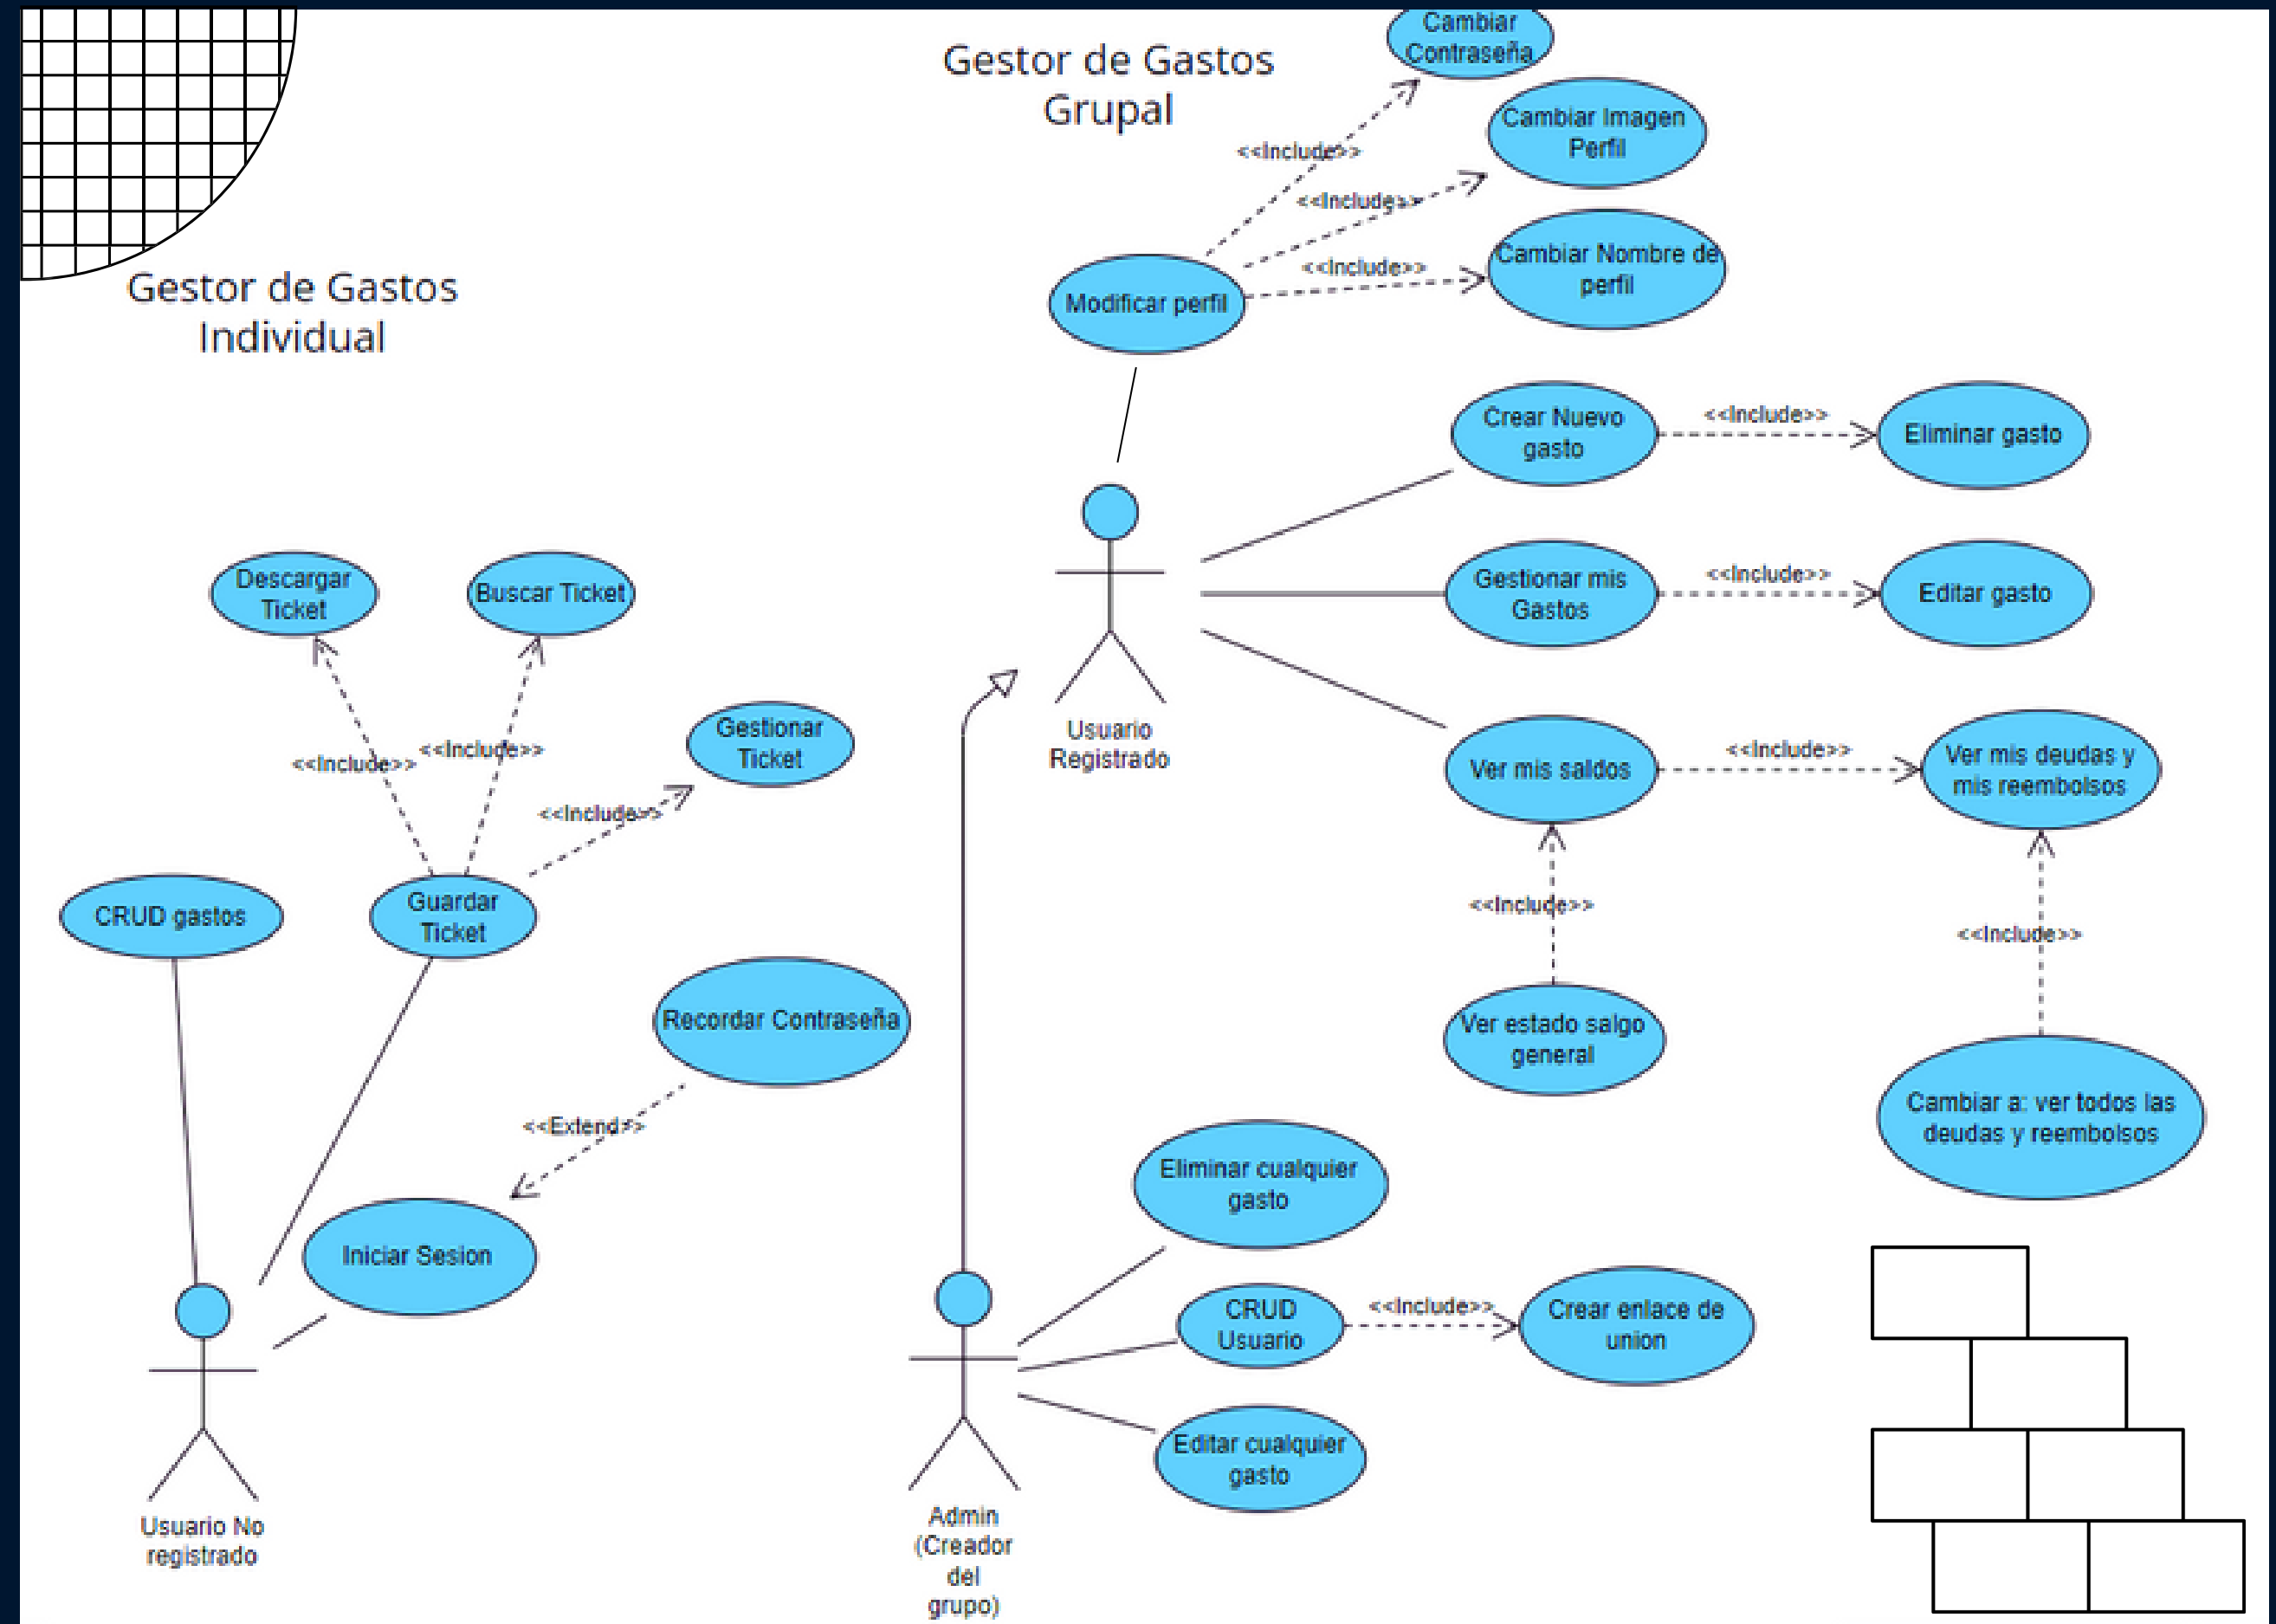 Gestor de Gastos
Individual
Descargar
Ticket
Buscar Ticket
Gestionar
Ticket
<<Include>>
<<Include>>
<<Include>>
CRUD gastos
Guardar
Ticket
Recordar Contraseña
<<Extend>>
Iniciar Sesion
Usuario No
registrado
Gestor de Gastos
Grupal
Cambiar
Contraseña
Cambiar Imagen
Perfil
Cambiar Nombre de
perfil
<<Include>>
<<Include>>
<<Include>>
Modificar perfil
Crear Nuevo
gasto
<<Include>>
Eliminar gasto
Gestionar mis
Gastos
<<Include>>
Editar gasto
Usuario
Registrado
Ver mis saldos
<<Include>>
Ver mis deudas y
mis reembolsos
<<Include>>
<<Include>>
Ver estado salgo
general
Cambiar a: ver todos las
deudas y reembolsos
Eliminar cualquier
gasto
CRUD
Usuario
<<Include>>
Crear enlace de
union
Editar cualquier
gasto
Admin
(Creador
del
grupo)